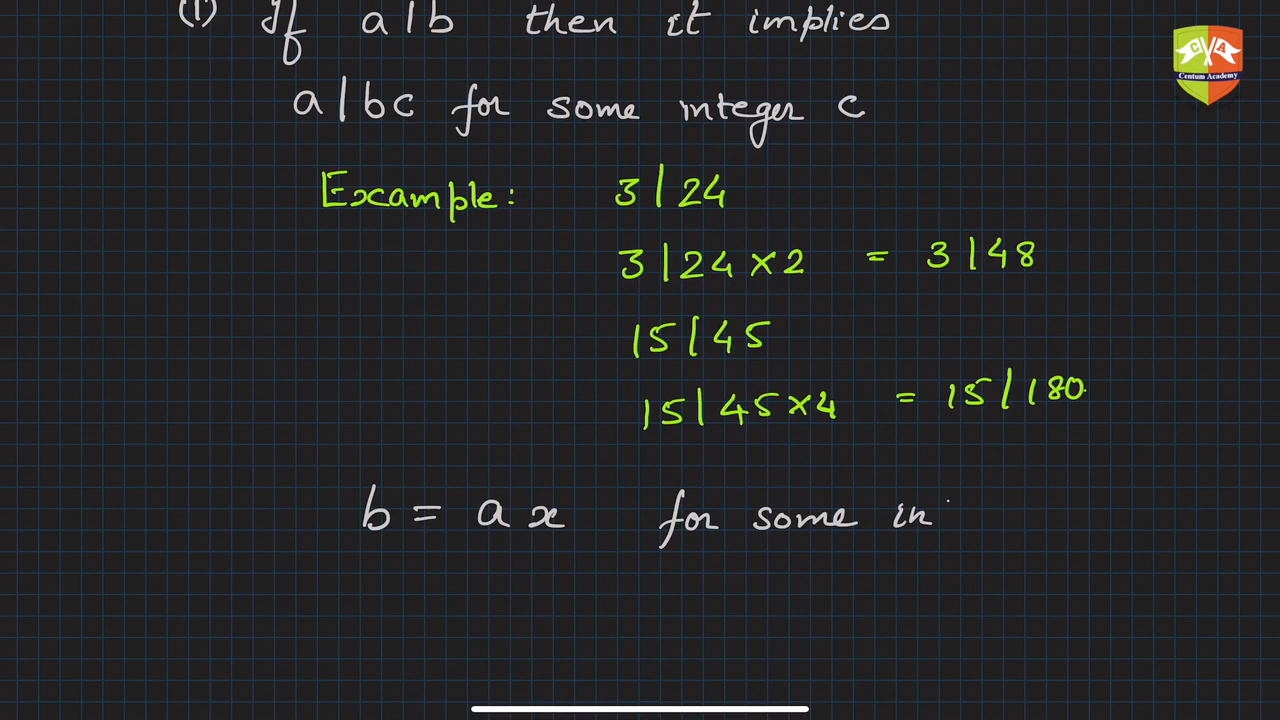 (1) If a|b then it implies
a|bc for some integer c
Example: 3|24
3|24×2 = 3|48
15|45
15|45×4 = 15|180
b = ax for some in
C A
Centum Academy